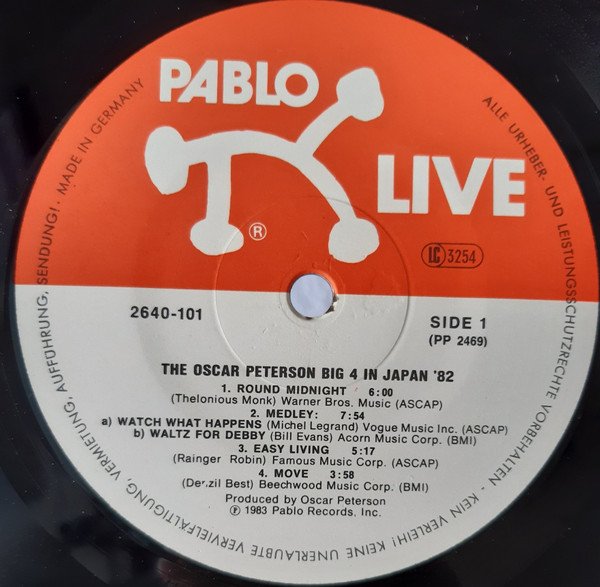 PABLO
LIVE
®
LC 3254
2640-101
SIDE 1
(PP 2469)
THE OSCAR PETERSON BIG 4 IN JAPAN '82
1. ROUND MIDNIGHT 6:00
(Thelonious Monk) Warner Bros. Music (ASCAP)
2. MEDLEY: 7:54
a) WATCH WHAT HAPPENS (Michel Legrand) Vogue Music Inc. (ASCAP)
b) WALTZ FOR DEBBY (Bill Evans) Acorn Music Corp. (BMI)
3. EASY LIVING 5:17
(Rainger Robin) Famous Music Corp. (ASCAP)
4. MOVE 3:58
(Denzil Best) Beechwood Music Corp. (BMI)
Produced by Oscar Peterson
℗ 1983 Pablo Records, Inc.
ALLE URHEBER- UND LEISTUNGSSCHUTZRECHTE VORBEHALTEN - KEIN VERLEIH! KEINE UNERLAUBTE VERVIELFÄLTIGUNG, VERMIETUNG, AUFFÜHRUNG, SENDUNG! · MADE IN GERMANY